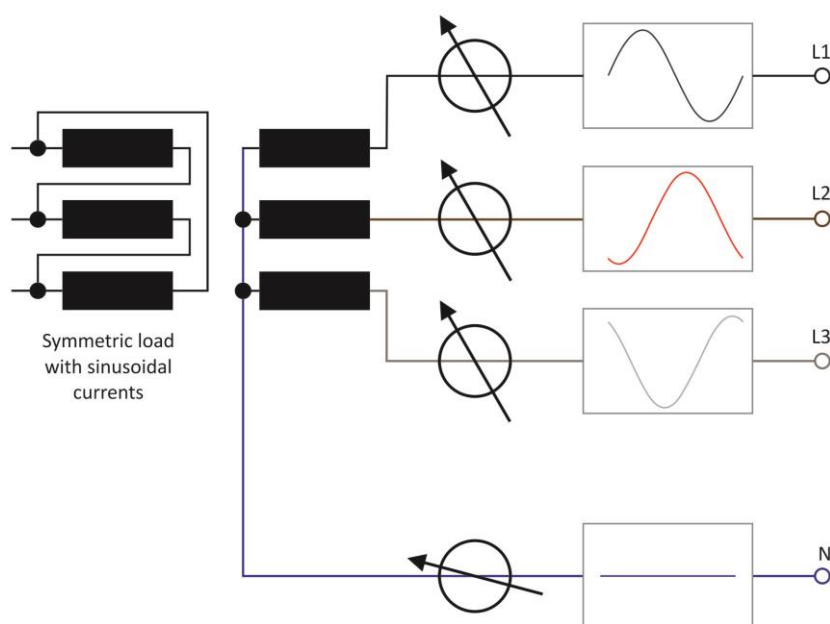 L1
L2
L3
Symmetric load
with sinusoidal
currents
N